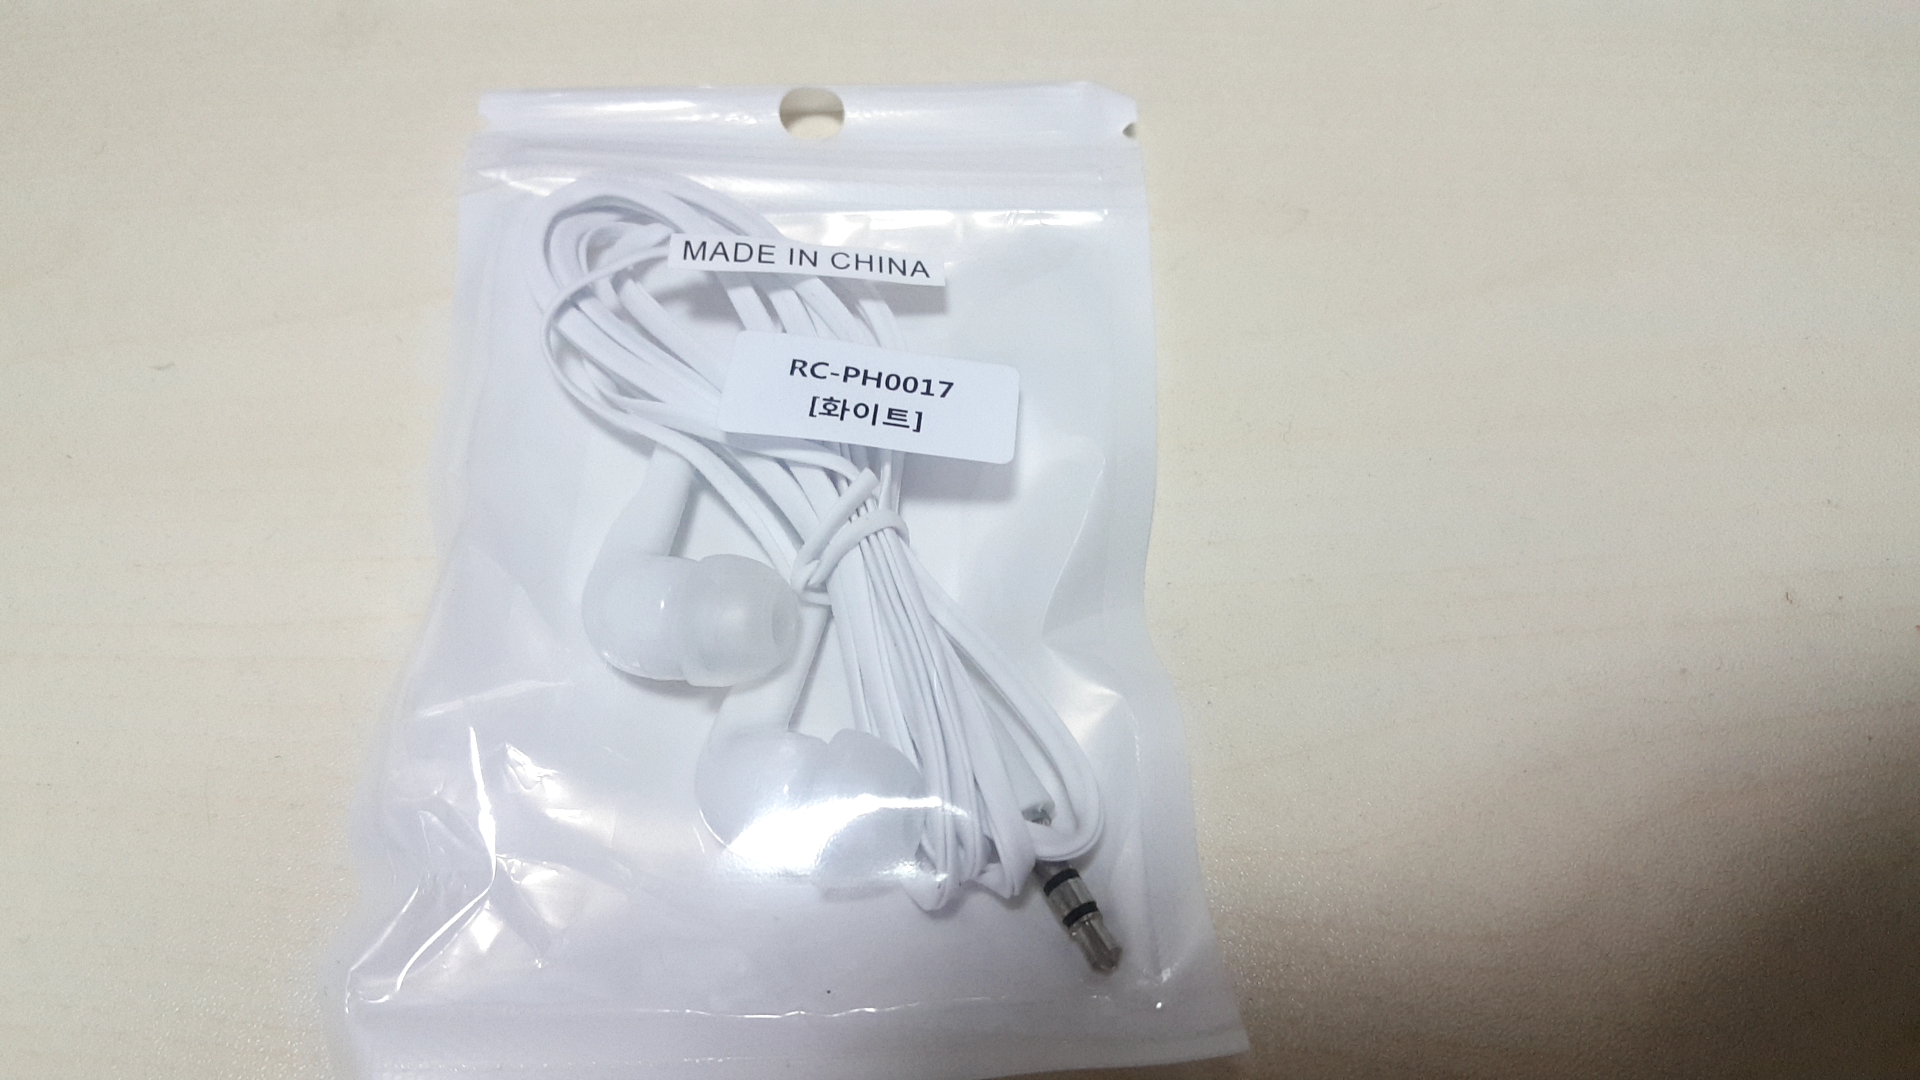 MADE IN CHINA
RC-PH0017
[화이트]